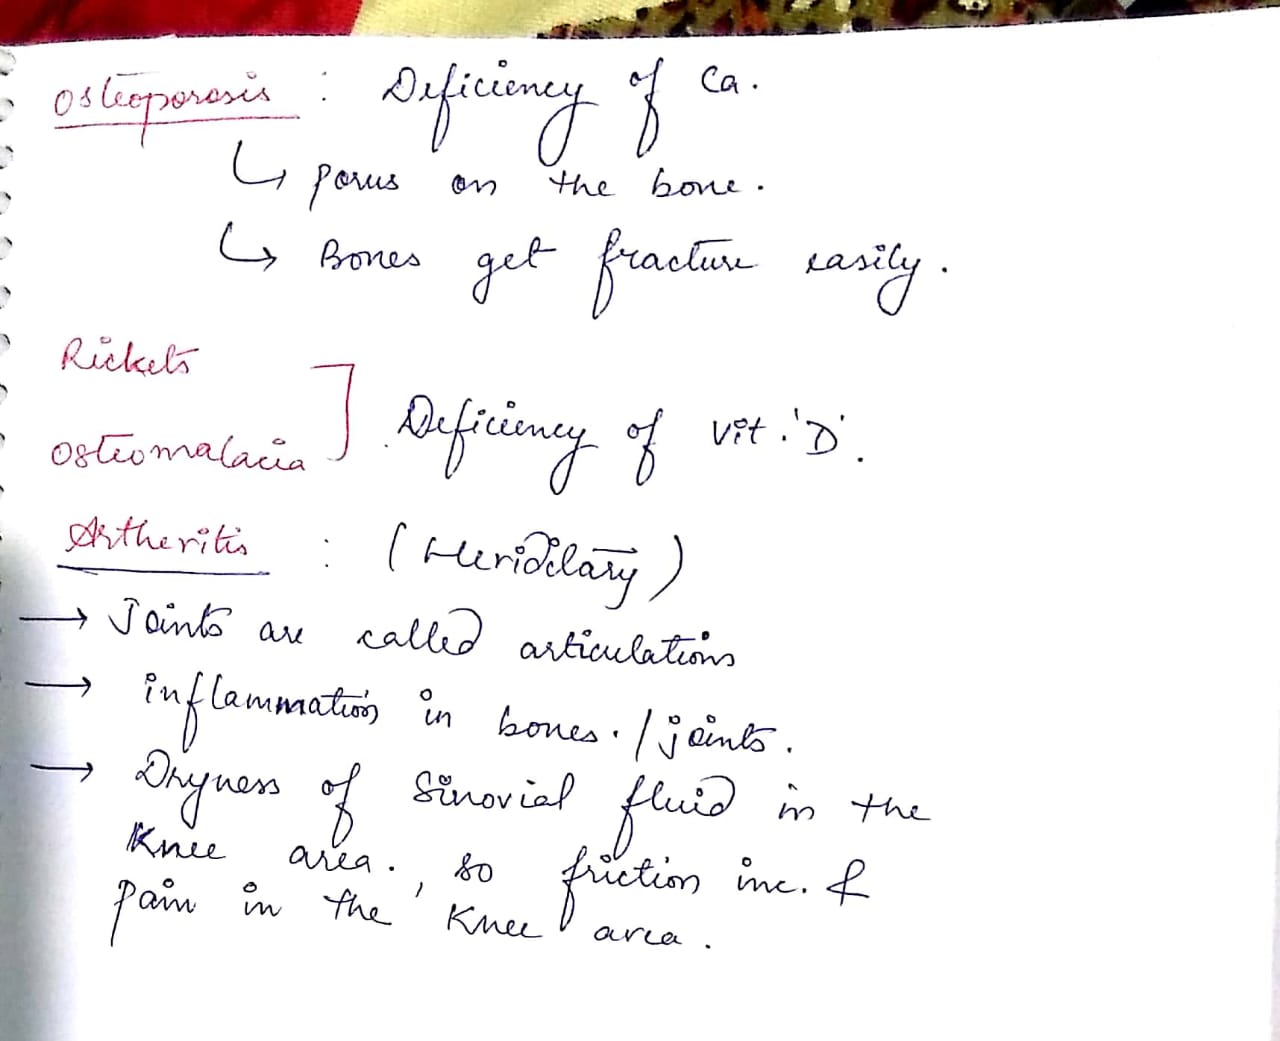 Osteoporosis : Deficiency of Ca.
↳ porus on the bone.
↳ Bones get fracture easily.
Rickets
Osteomalacia ] Deficiency of vit. 'D'.
Artheritis : (Heriditary)
→ Joints are called articulations
→ inflammation in bones. / joints.
→ Dryness of Sinovial fluid in the
Knee area. so friction inc. &
pain in the, Knee area.